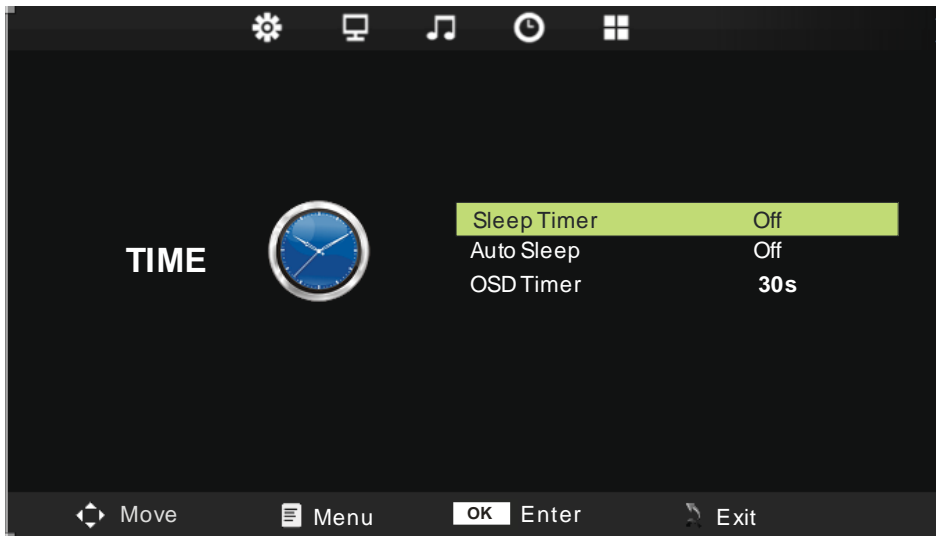 Sleep Timer Off
TIME
Auto Sleep Off
OSD Timer 30s
Move Menu OK Enter Exit